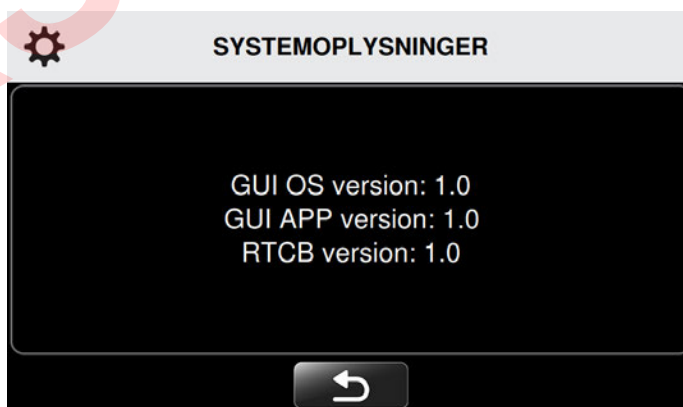 SYSTEMOPLYSNINGER
GUI OS version: 1.0
GUI APP version: 1.0
RTCB version: 1.0